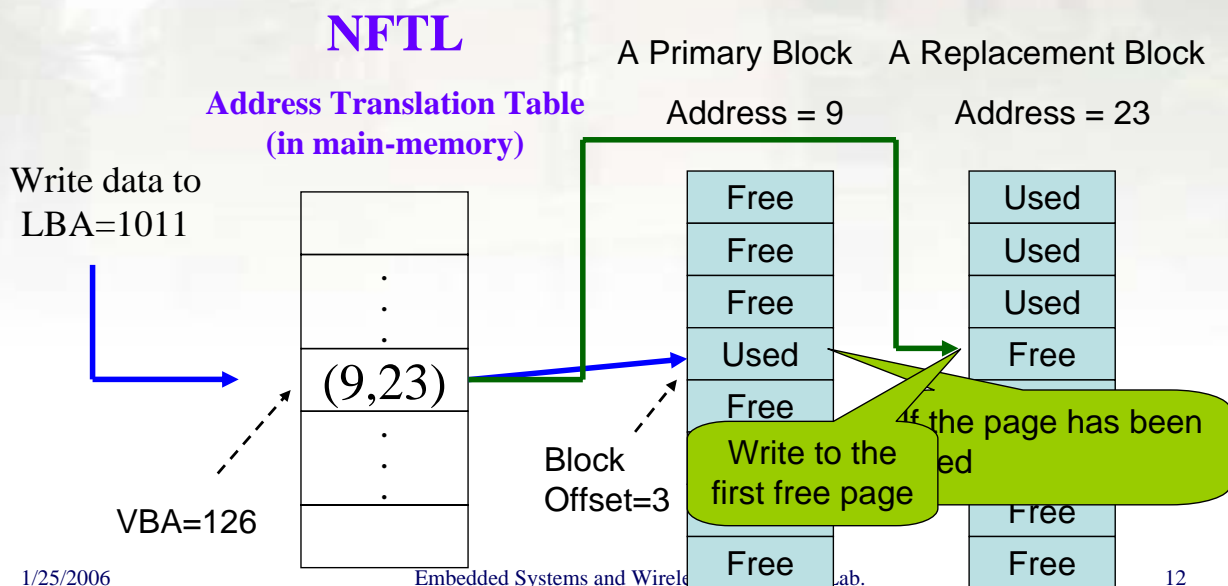 NFTL
Address Translation Table
(in main-memory)
A Primary Block
A Replacement Block
Address = 9
Address = 23
Write data to
LBA=1011
(9,23)
VBA=126
Block
Offset=3
Free
Free
Free
Used
Free
Free
Used
Used
Used
Free
Free
Free
the page has been
Write to the
first free page
1/25/2006
Embedded Systems and
12